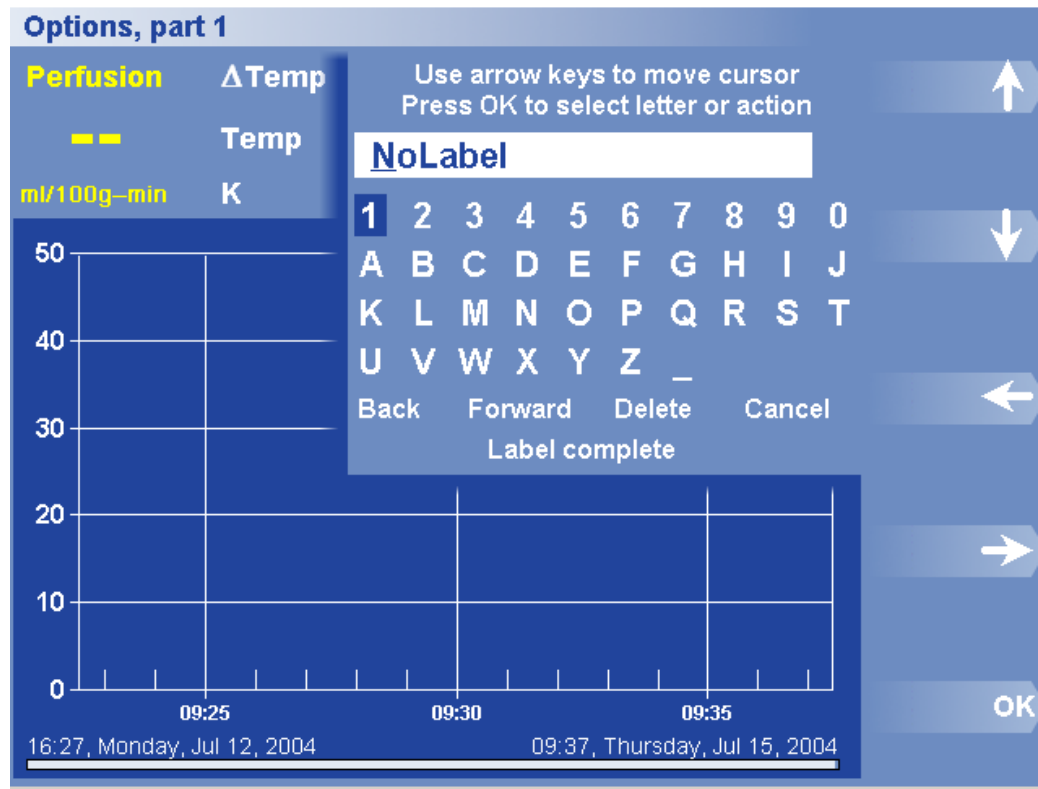 Options, part 1
Perfusion ΔTemp
-- Temp
ml/100g–min K
Use arrow keys to move cursor
Press OK to select letter or action
NoLabel
1 2 3 4 5 6 7 8 9 0
A B C D E F G H I J
K L M N O P Q R S T
U V W X Y Z _
Back Forward Delete Cancel
Label complete
50
40
30
20
10
0
09:25 09:30 09:35
16:27, Monday, Jul 12, 2004 09:37, Thursday, Jul 15, 2004
OK